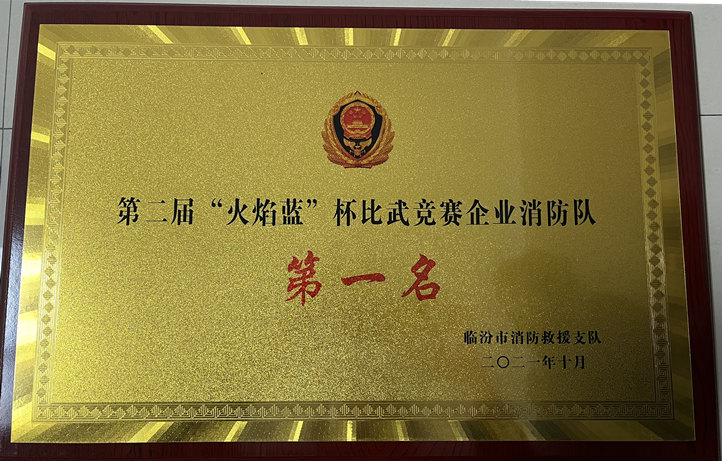 第二届“火焰蓝”杯比武竞赛企业消防队
第一名
临汾市消防救援支队
二〇二一年十月